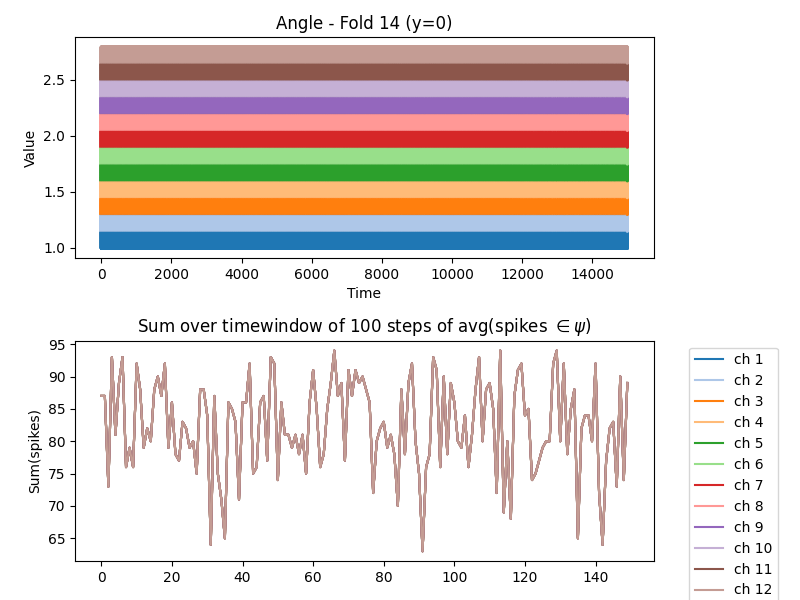 Angle - Fold 14 (y=0)
Value
2.5
2.0
1.5
1.0
0 2000 4000 6000 8000 10000 12000 14000
Time
Sum over timewindow of 100 steps of avg(spikes ∈ ψ)
Sum(spikes)
95
90
85
80
75
70
65
0 20 40 60 80 100 120 140
ch 1
ch 2
ch 3
ch 4
ch 5
ch 6
ch 7
ch 8
ch 9
ch 10
ch 11
ch 12